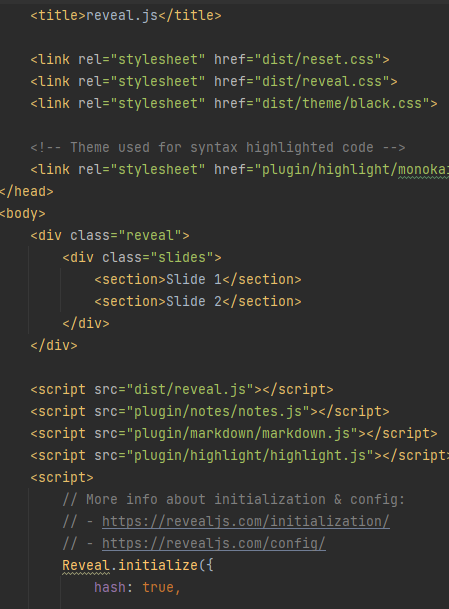 <title>reveal.js</title>
<link rel="stylesheet" href="dist/reset.css">
<link rel="stylesheet" href="dist/reveal.css">
<link rel="stylesheet" href="dist/theme/black.css">
<!-- Theme used for syntax highlighted code -->
<link rel="stylesheet" href="plugin/highlight/monokai
</head>
<body>
<div class="reveal">
<div class="slides">
<section>Slide 1</section>
<section>Slide 2</section>
</div>
</div>
<script src="dist/reveal.js"></script>
<script src="plugin/notes/notes.js"></script>
<script src="plugin/markdown/markdown.js"></script>
<script src="plugin/highlight/highlight.js"></script>
<script>
// More info about initialization & config:
// - https://revealjs.com/initialization/
// - https://revealjs.com/config/
Reveal.initialize({
hash: true,